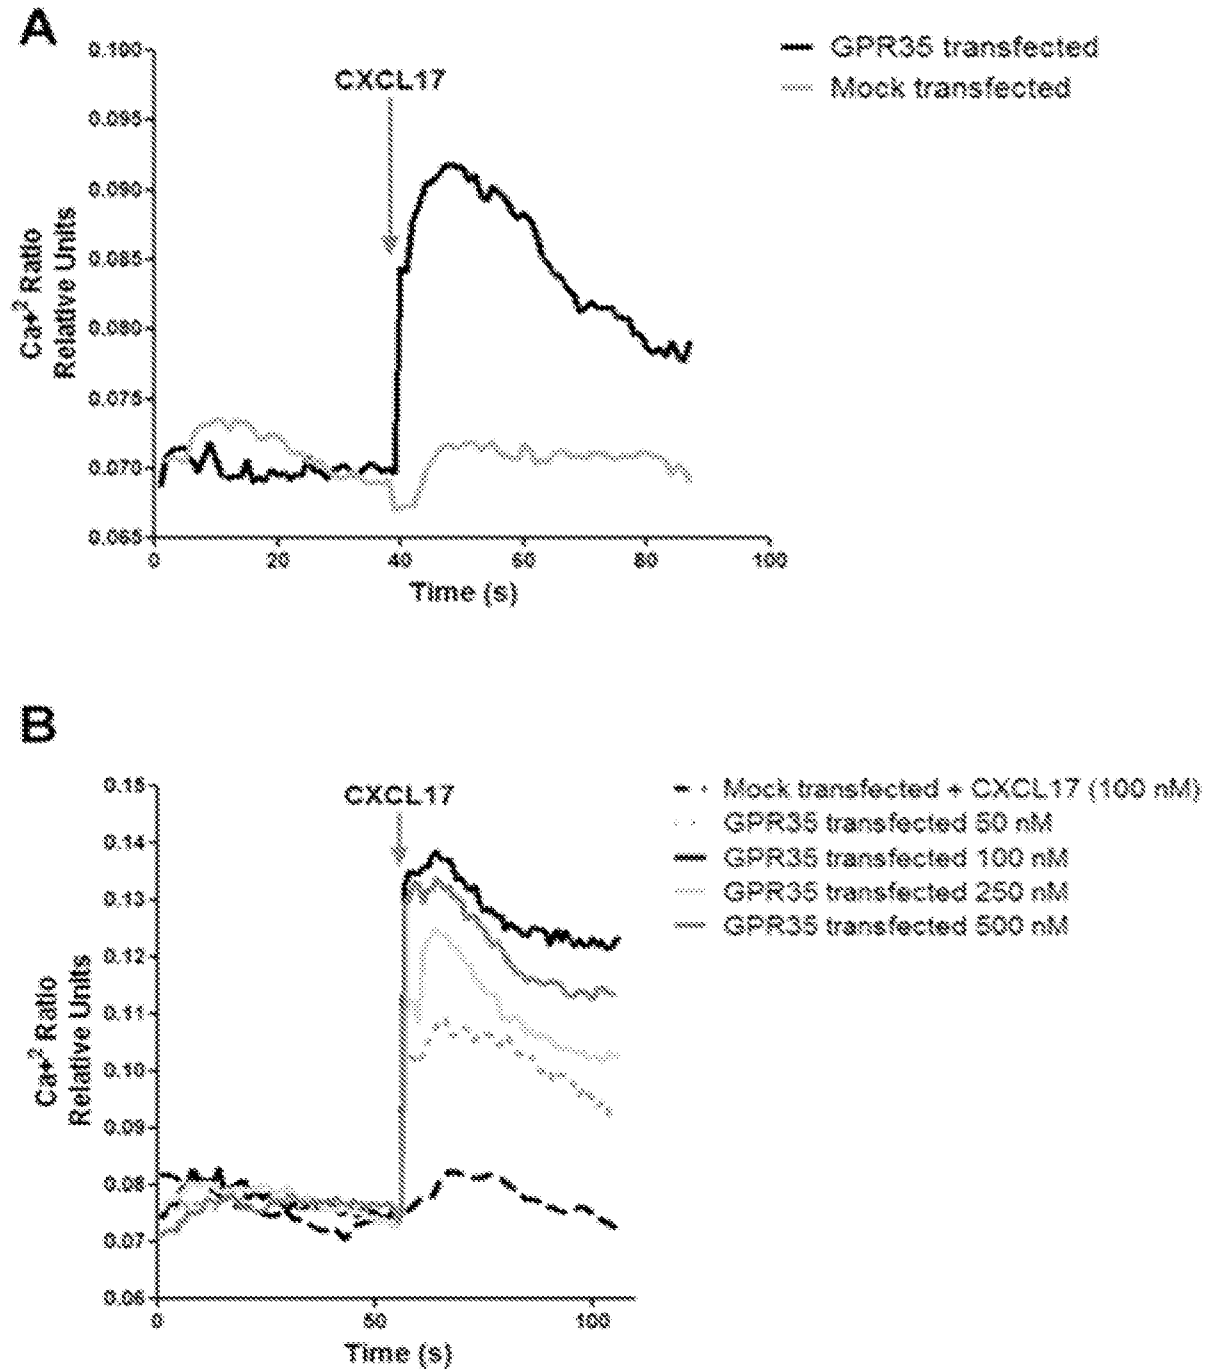 A
0.100
CXCL17
GPR35 transfected
Mock transfected
0.095
0.090
0.085
0.080
0.075
0.070
0.065
Ca+2 Ratio
Relative Units
0 20 40 60 80 100
Time (s)
B
0.15
CXCL17
Mock transfected + CXCL17 (100 nM)
GPR35 transfected 50 nM
GPR35 transfected 100 nM
GPR35 transfected 250 nM
GPR35 transfected 500 nM
0.14
0.13
0.12
0.11
0.10
0.09
0.08
0.07
0.06
Ca+2 Ratio
Relative Units
0 50 100
Time (s)